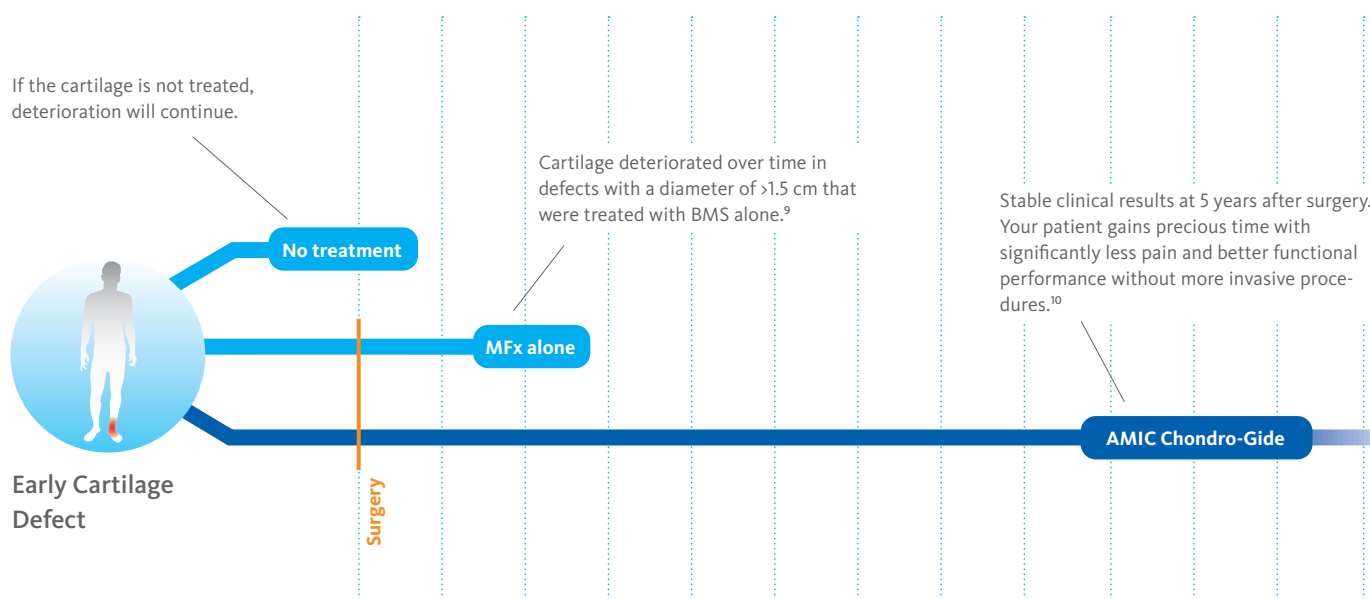 If the cartilage is not treated,
deterioration will continue.
Cartilage deteriorated over time in
defects with a diameter of >1.5 cm that
were treated with BMS alone.⁹
Stable clinical results at 5 years after surgery.
Your patient gains precious time with
significantly less pain and better functional
performance without more invasive proce-
dures.¹⁰
No treatment
MFx alone
AMIC Chondro-Gide
Early Cartilage
Defect
Surgery